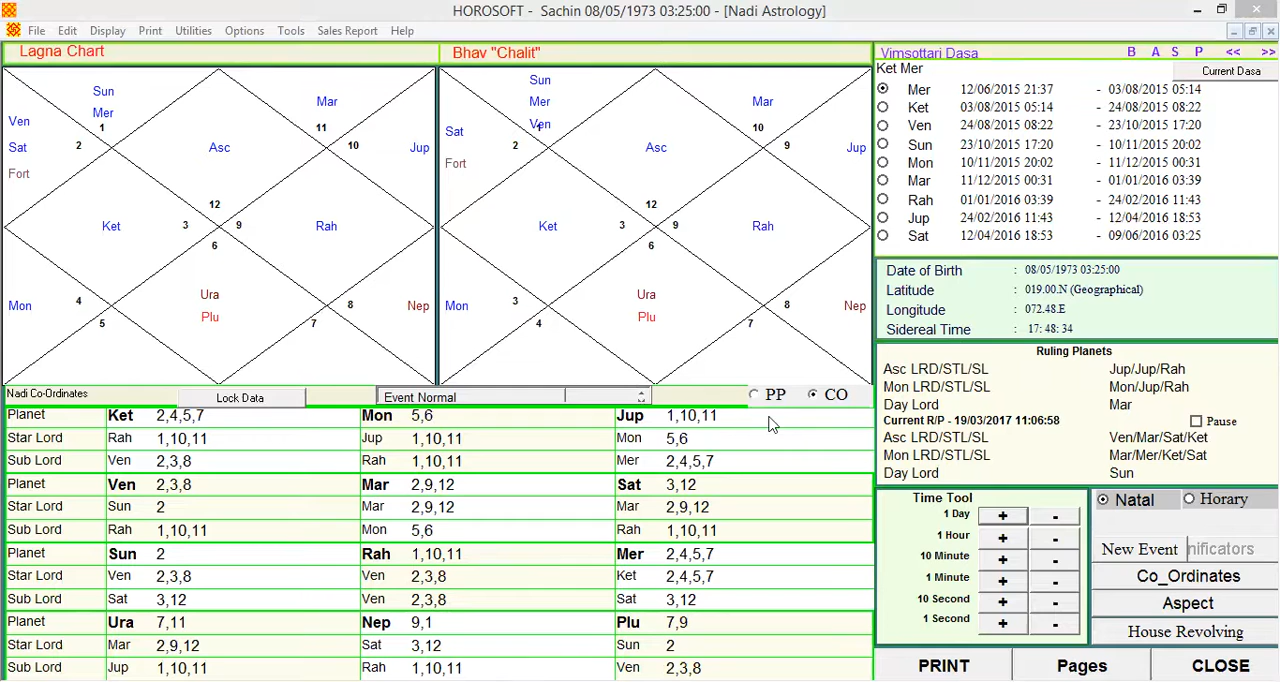 HOROSOFT - Sachin 08/05/1973 03:25:00 - [Nadi Astrology]
File Edit Display Print Utilities Options Tools Sales Report Help
Lagna Chart
Sun
Mer
Ven
Sat
Fort
1
2
Asc
Mar
11
10
Jup
12
Ket
3
9
6
Rah
Mon
4
5
Ura
Plu
8
7
Nep
Bhav "Chalit"
Sun
Mer
Ven
1
Sat
2
Fort
Asc
Mar
10
9
Jup
12
Ket
3
9
6
Rah
Mon
3
4
Ura
Plu
8
7
Nep
Vimsottari Dasa B A S P << >>
Ket Mer
Current Dasa
Mer 12/06/2015 21:37 - 03/08/2015 05:14
Ket 03/08/2015 05:14 - 24/08/2015 08:22
Ven 24/08/2015 08:22 - 23/10/2015 17:20
Sun 23/10/2015 17:20 - 10/11/2015 20:02
Mon 10/11/2015 20:02 - 11/12/2015 00:31
Mar 11/12/2015 00:31 - 01/01/2016 03:39
Rah 01/01/2016 03:39 - 24/02/2016 11:43
Jup 24/02/2016 11:43 - 12/04/2016 18:53
Sat 12/04/2016 18:53 - 09/06/2016 03:25
Date of Birth : 08/05/1973 03:25:00
Latitude : 019.00.N (Geographical)
Longitude : 072.48.E
Sidereal Time : 17: 48: 34
Ruling Planets
Asc LRD/STL/SL Jup/Jup/Rah
Mon LRD/STL/SL Mon/Jup/Rah
Day Lord Mar
Current R/P - 19/03/2017 11:06:58 Pause
Asc LRD/STL/SL Ven/Mar/Sat/Ket
Mon LRD/STL/SL Mar/Mer/Ket/Sat
Day Lord Sun
Nadi Co-Ordinates Lock Data Event Normal PP CO
Planet Ket 2,4,5,7 Mon 5,6 Jup 1,10,11
Star Lord Rah 1,10,11 Jup 1,10,11 Mon 5,6
Sub Lord Ven 2,3,8 Rah 1,10,11 Mer 2,4,5,7
Planet Ven 2,3,8 Mar 2,9,12 Sat 3,12
Star Lord Sun 2 Mar 2,9,12 Mar 2,9,12
Sub Lord Rah 1,10,11 Mon 5,6 Rah 1,10,11
Planet Sun 2 Rah 1,10,11 Mer 2,4,5,7
Star Lord Ven 2,3,8 Ven 2,3,8 Ket 2,4,5,7
Sub Lord Sat 3,12 Ven 2,3,8 Sat 3,12
Planet Ura 7,11 Nep 9,1 Plu 7,9
Star Lord Mar 2,9,12 Sat 3,12 Sun 2
Sub Lord Jup 1,10,11 Rah 1,10,11 Ven 2,3,8
Time Tool
1 Day + -
1 Hour + -
10 Minute + -
1 Minute + -
10 Second + -
1 Second + -
Natal Horary
New Event nificators
Co_Ordinates
Aspect
House Revolving
PRINT Pages CLOSE